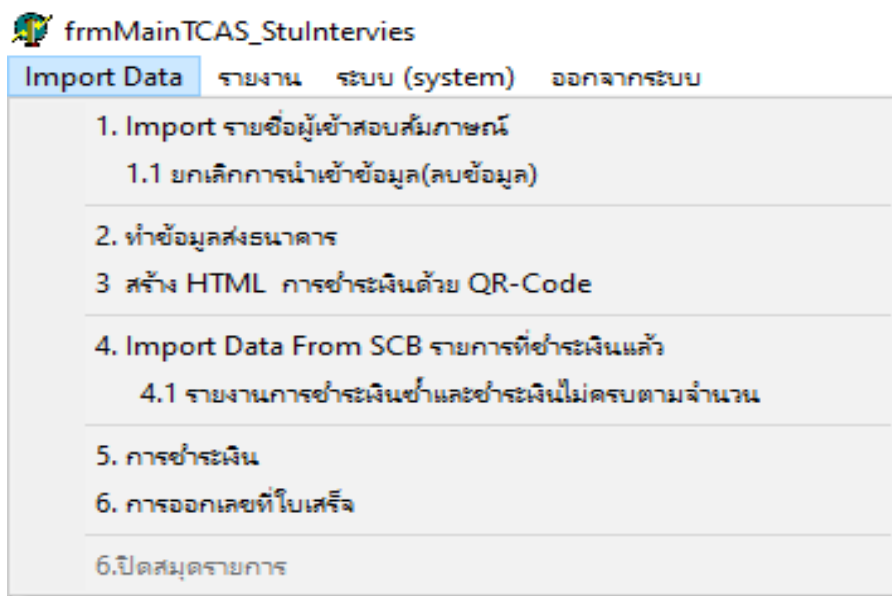 frmMainTCAS_StuIntervies
Import Data รายงาน ระบบ (system) ออกจากระบบ
1. Import รายชื่อผู้เข้าสอบสัมภาษณ์
1.1 ยกเลิกการนำเข้าข้อมูล(ลบข้อมูล)
2. ทำข้อมูลส่งธนาคาร
3 สร้าง HTML การชำระเงินด้วย QR-Code
4. Import Data From SCB รายการที่ชำระเงินแล้ว
4.1 รายงานการชำระเงินซ้ำและชำระเงินไม่ครบตามจำนวน
5. การชำระเงิน
6. การออกเลขที่ใบเสร็จ
6.ปิดสมุดรายการ